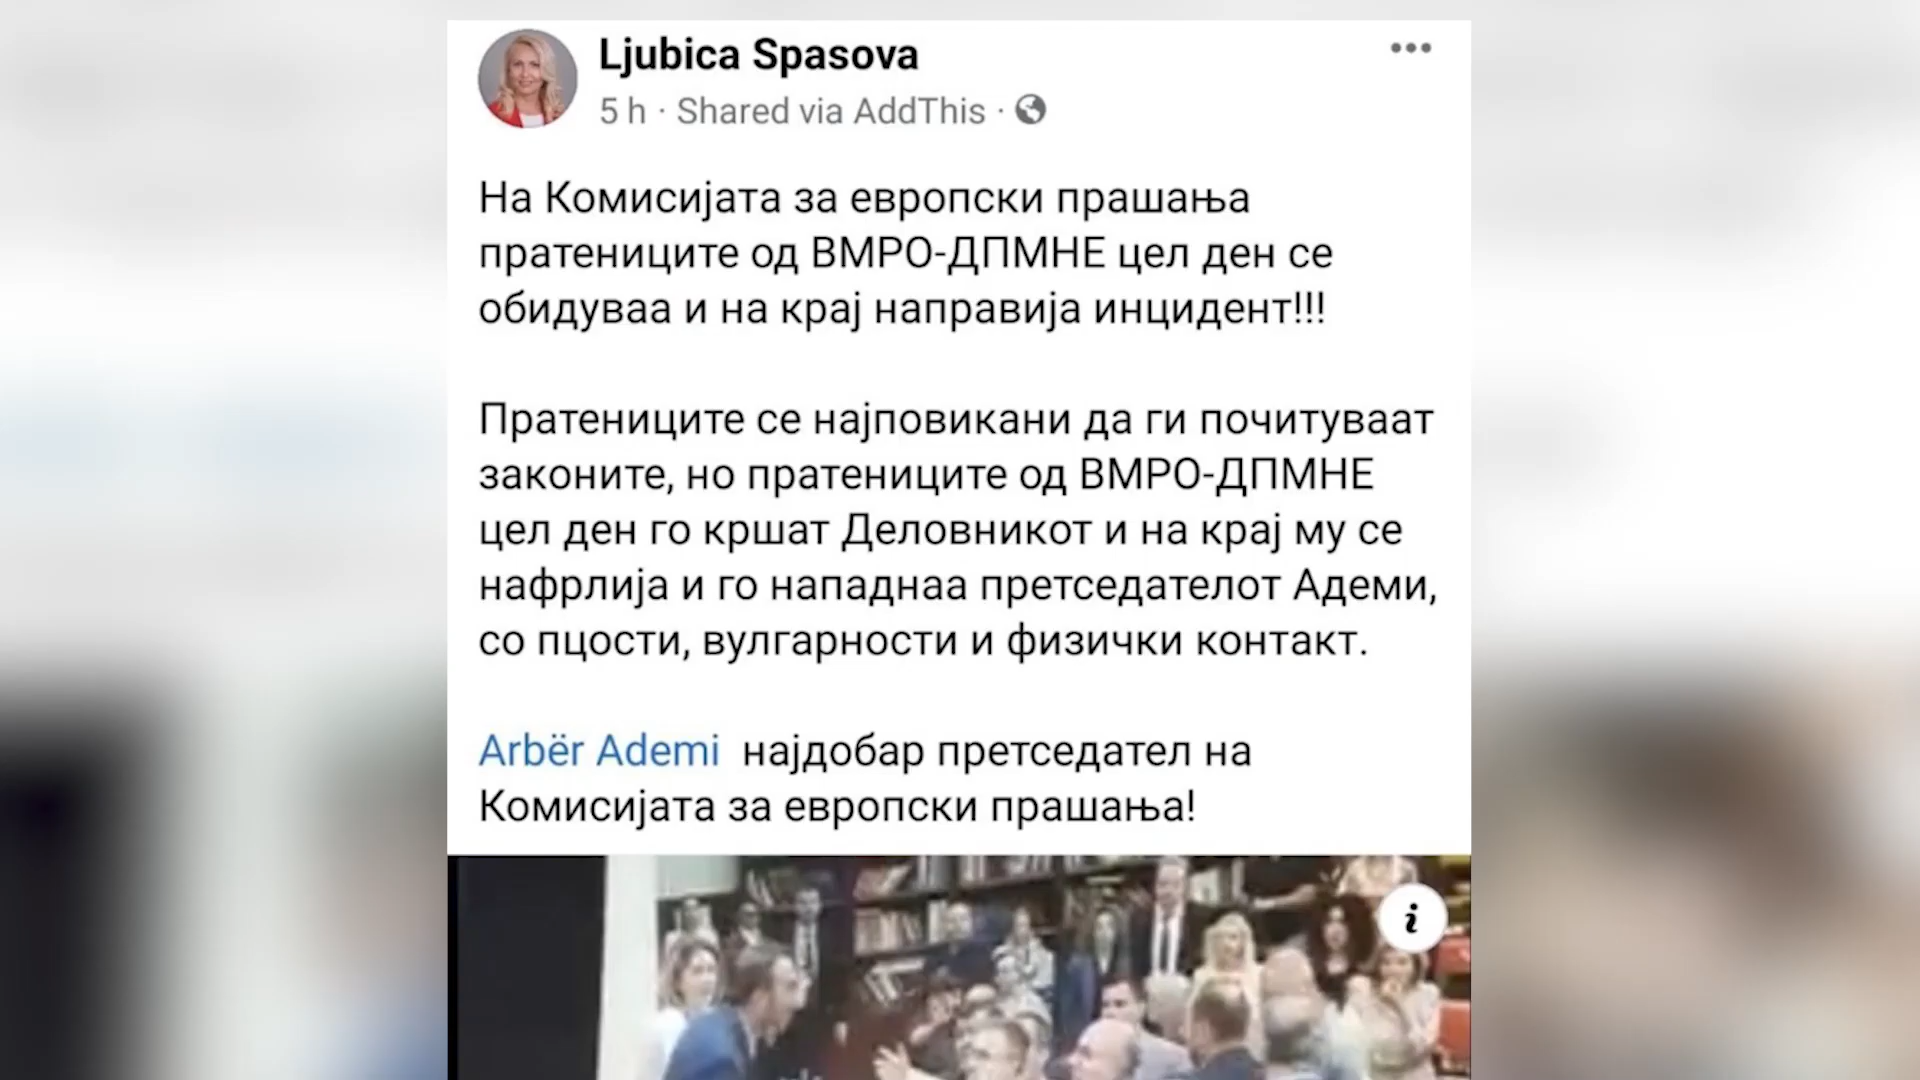 Ljubica Spasova
5 h · Shared via AddThis ·
На Комисијата за европски прашања
пратениците од ВМРО-ДПМНЕ цел ден се
обидуваа и на крај направија инцидент!!!
Пратениците се најповикани да ги почитуваат
законите, но пратениците од ВМРО-ДПМНЕ
цел ден го кршат Деловникот и на крај му се
нафрлија и го нападнаа претседателот Адеми,
со пцости, вулгарности и физички контакт.
Arbër Ademi најдобар претседател на
Комисијата за европски прашања!